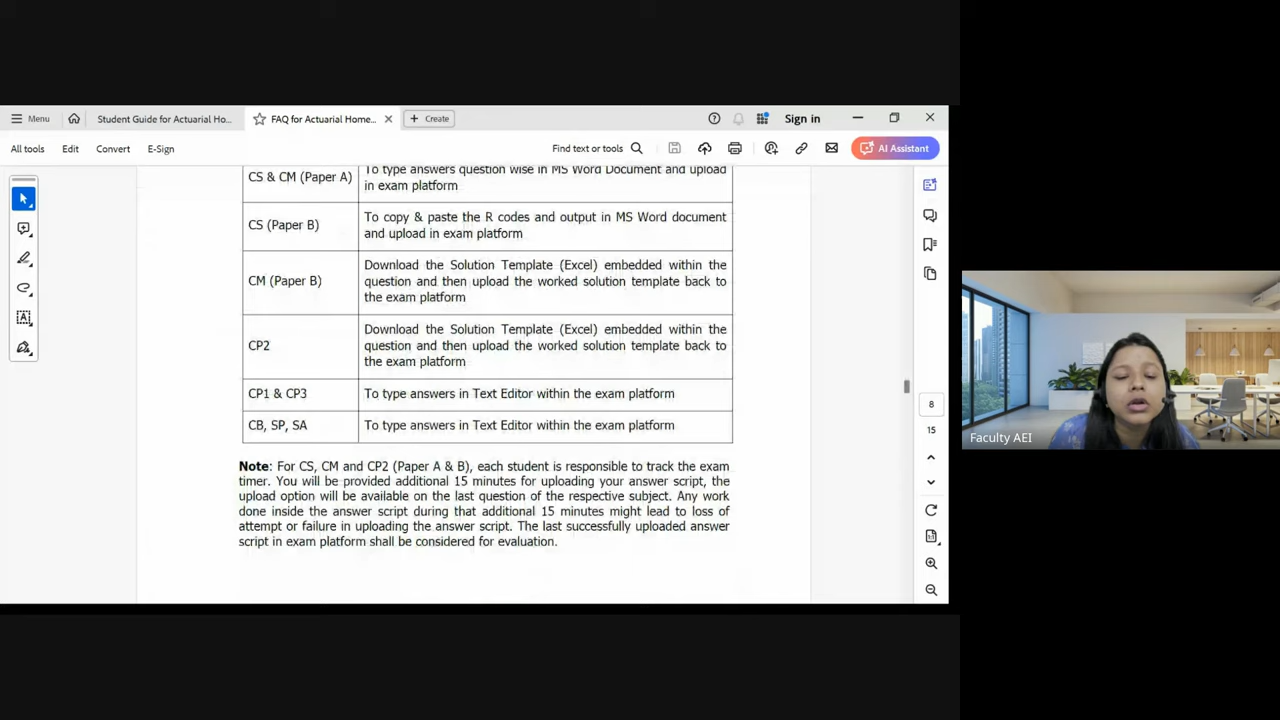 Menu
Student Guide for Actuarial Ho...
FAQ for Actuarial Home...
Create
Sign in
All tools
Edit
Convert
E-Sign
Find text or tools
AI Assistant
CS & CM (Paper A)
To type answers question wise in MS Word Document and upload
in exam platform
CS (Paper B)
To copy & paste the R codes and output in MS Word document
and upload in exam platform
CM (Paper B)
Download the Solution Template (Excel) embedded within the
question and then upload the worked solution template back to
the exam platform
CP2
Download the Solution Template (Excel) embedded within the
question and then upload the worked solution template back to
the exam platform
CP1 & CP3
To type answers in Text Editor within the exam platform
CB, SP, SA
To type answers in Text Editor within the exam platform
Note: For CS, CM and CP2 (Paper A & B), each student is responsible to track the exam
timer. You will be provided additional 15 minutes for uploading your answer script, the
upload option will be available on the last question of the respective subject. Any work
done inside the answer script during that additional 15 minutes might lead to loss of
attempt or failure in uploading the answer script. The last successfully uploaded answer
script in exam platform shall be considered for evaluation.
8
15
Faculty AEI